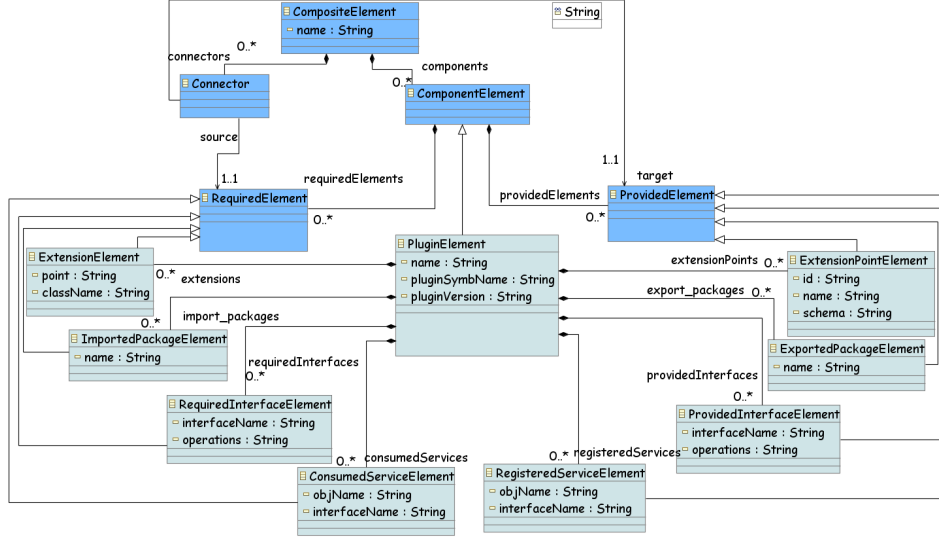 CompositeElement
name : String
String
0..*
connectors
components
0..*
Connector
ComponentElement
source
1..1
requiredElements
0..*
1..1
target
providedElements
0..*
RequiredElement
ProvidedElement
PluginElement
name : String
pluginSymbName : String
pluginVersion : String
ExtensionElement
point : String
className : String
0..*
extensions
extensionPoints
0..*
ExtensionPointElement
id : String
name : String
schema : String
0..*
import_packages
export_packages
0..*
ImportedPackageElement
name : String
ExportedPackageElement
name : String
requiredInterfaces
0..*
providedInterfaces
0..*
RequiredInterfaceElement
interfaceName : String
operations : String
ProvidedInterfaceElement
interfaceName : String
operations : String
0..*
consumedServices
0..*
registeredServices
ConsumedServiceElement
objName : String
interfaceName : String
RegisteredServiceElement
objName : String
interfaceName : String